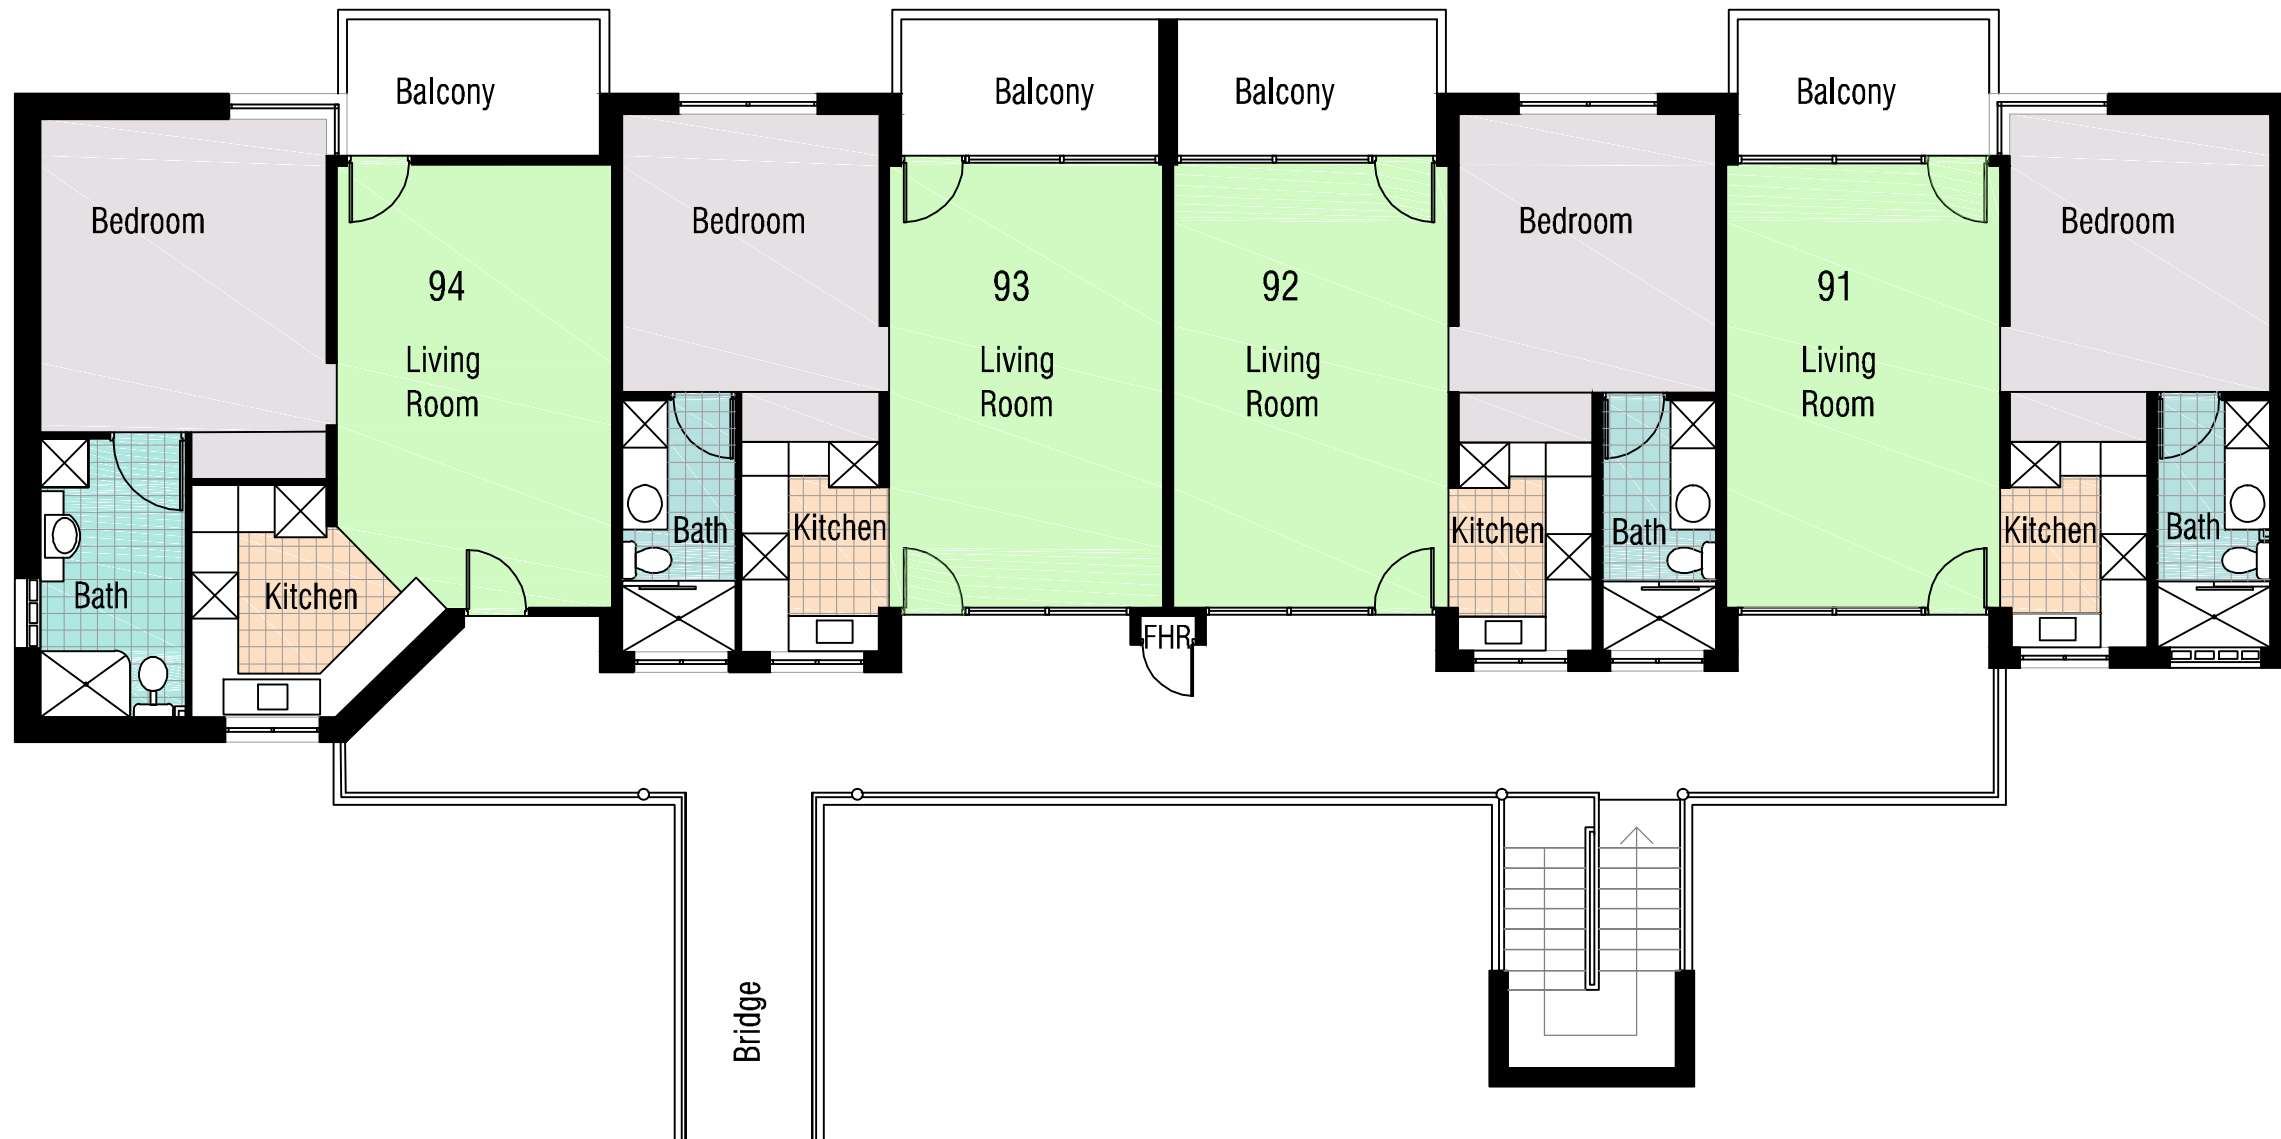 Balcony
Balcony
Balcony
Balcony
Bedroom
Bedroom
Bedroom
Bedroom
94
93
92
91
Living
Room
Living
Room
Living
Room
Living
Room
Bath
Kitchen
Bath
Kitchen
Kitchen
Bath
Kitchen
Bath
FHR
Bridge